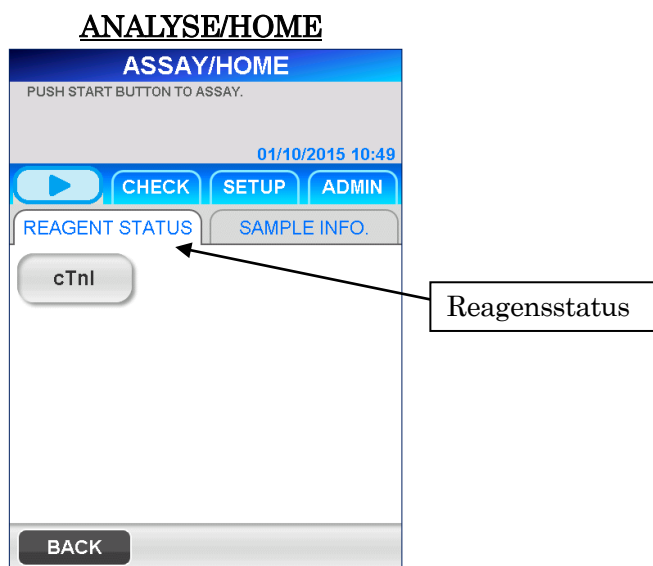 ANALYSE/HOME
ASSAY/HOME
PUSH START BUTTON TO ASSAY.
01/10/2015 10:49
CHECK SETUP ADMIN
REAGENT STATUS SAMPLE INFO.
cTnI
Reagensstatus
BACK